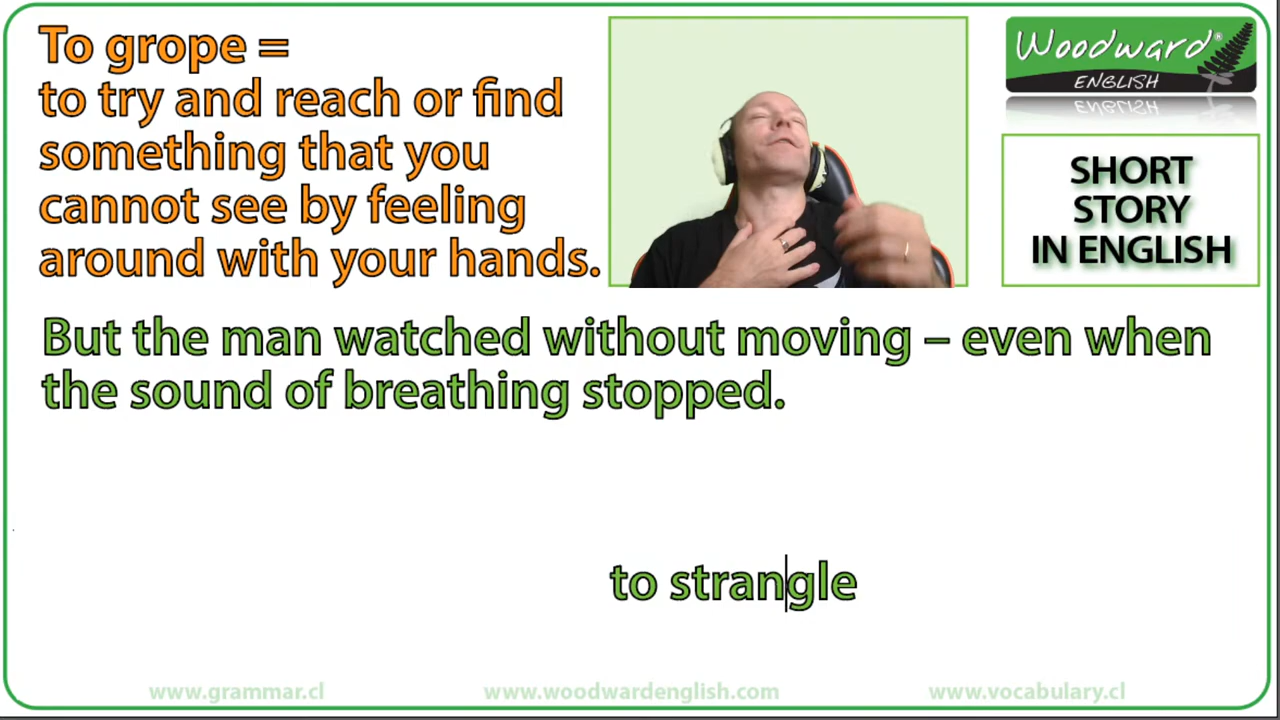 To grope =
to try and reach or find
something that you
cannot see by feeling
around with your hands.
Woodward®
ENGLISH
SHORT
STORY
IN ENGLISH
But the man watched without moving – even when
the sound of breathing stopped.
to strangle
www.grammar.cl
www.woodwardenglish.com
www.vocabulary.cl